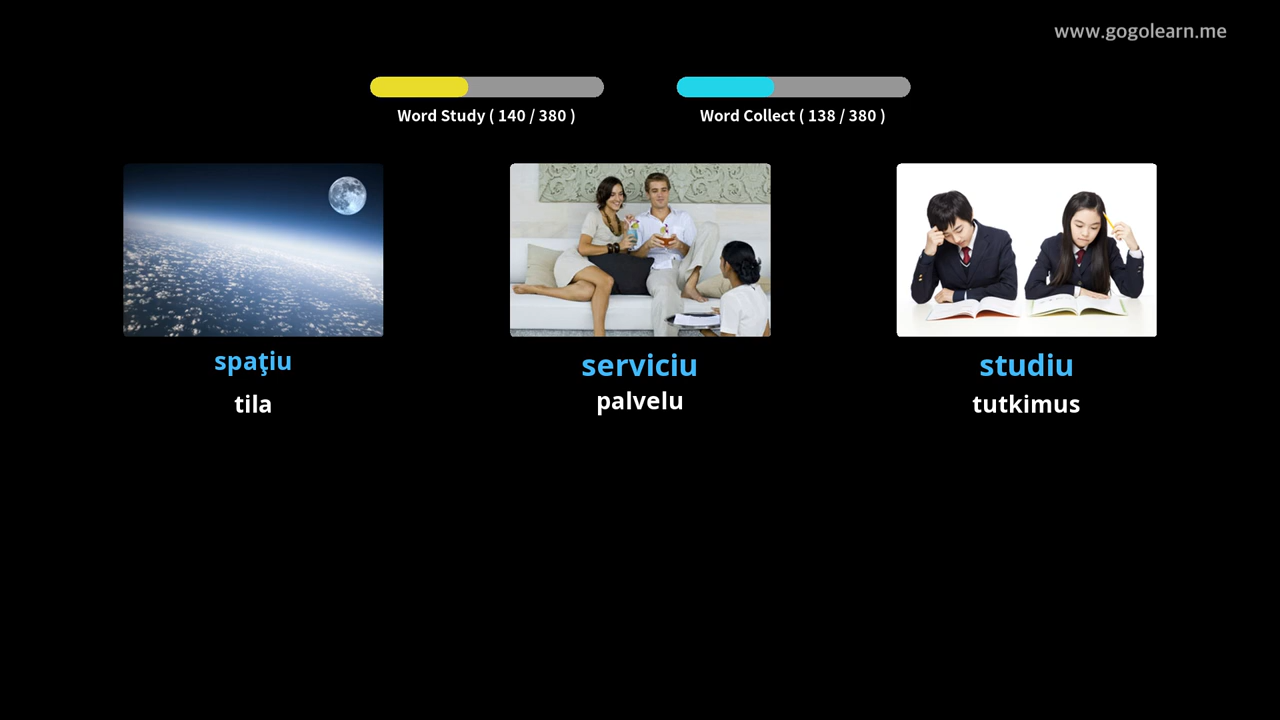 www.gogolearn.me
Word Study ( 140 / 380 )
Word Collect ( 138 / 380 )
spaţiu
tila
serviciu
palvelu
studiu
tutkimus